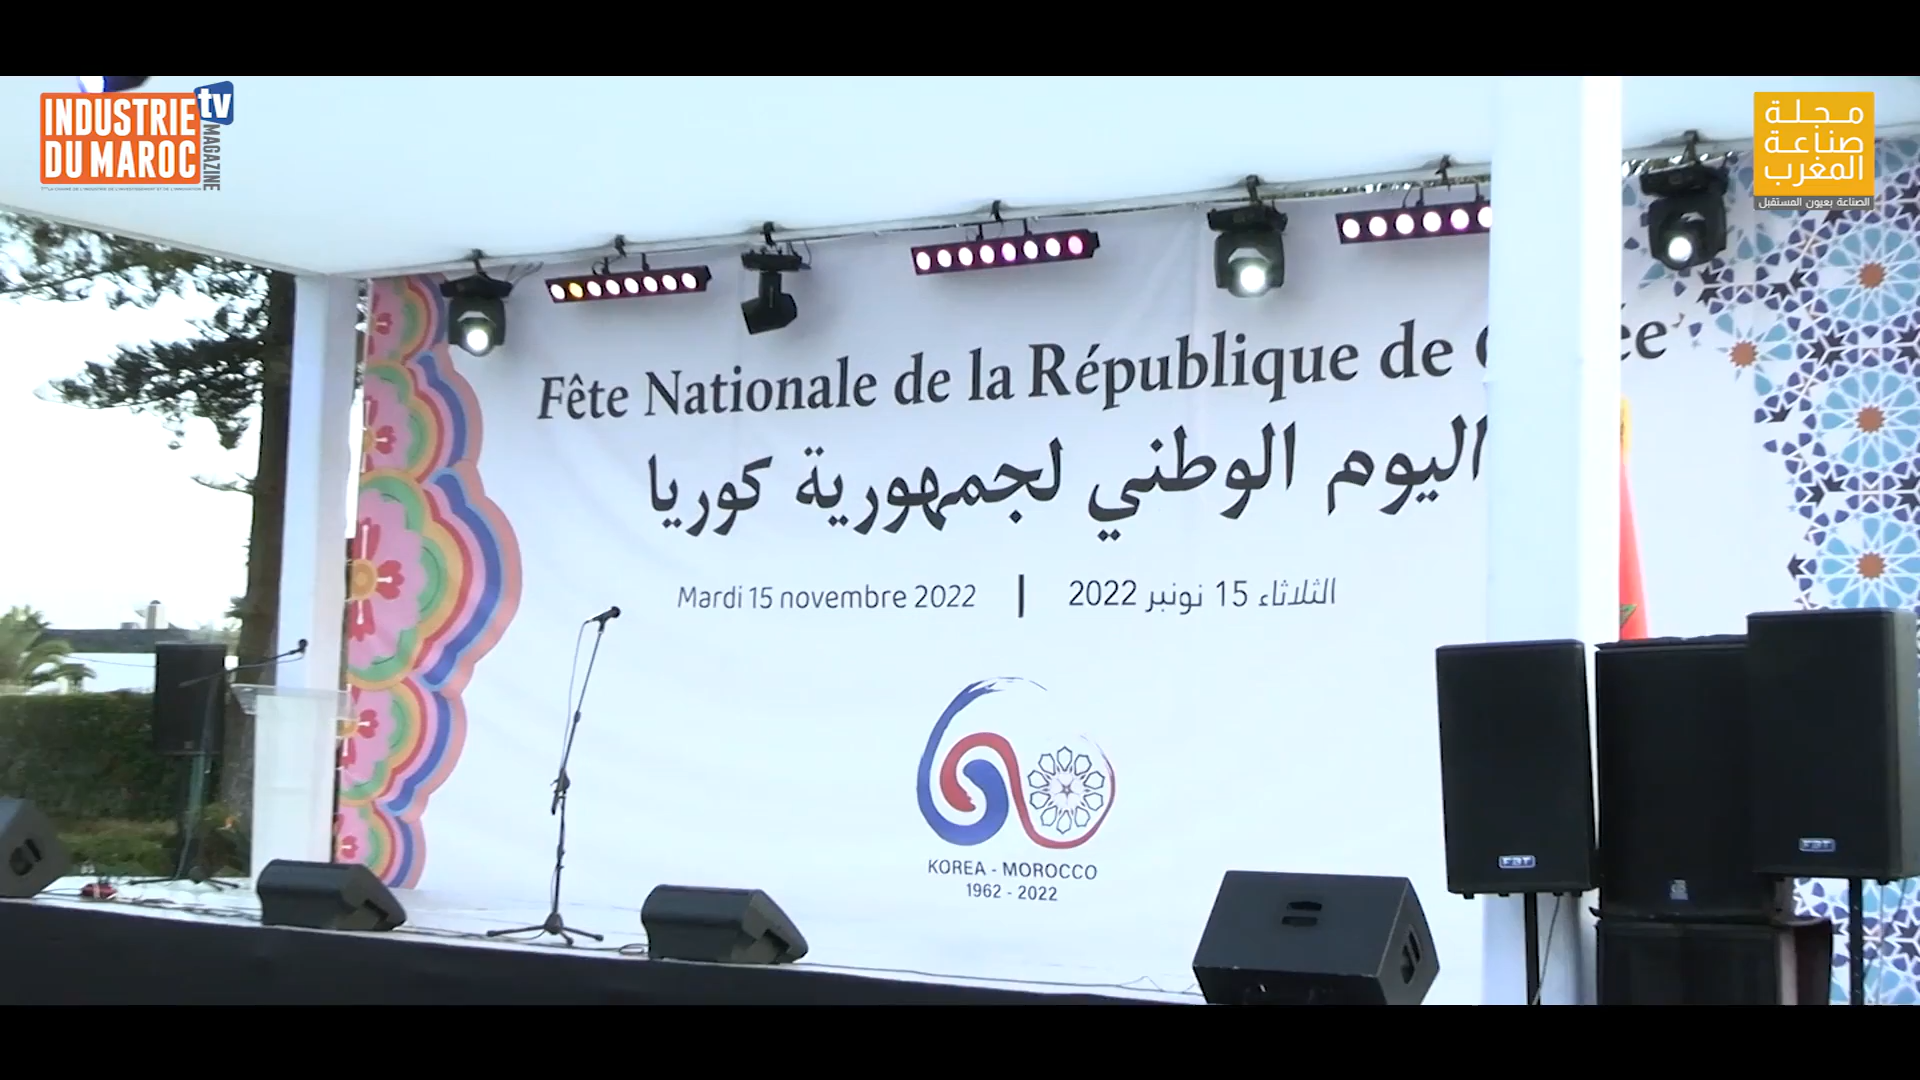 INDUSTRIE
DU MAROC
tv
MAGAZINE
مجلة
صناعة
المغرب
الصناعة بعيون المستقبل
Fête Nationale de la République de
اليوم الوطني لجمهورية كوريا
Mardi 15 novembre 2022 | الثلاثاء 15 نونبر 2022
KOREA - MOROCCO
1962 - 2022
FBT
FBT